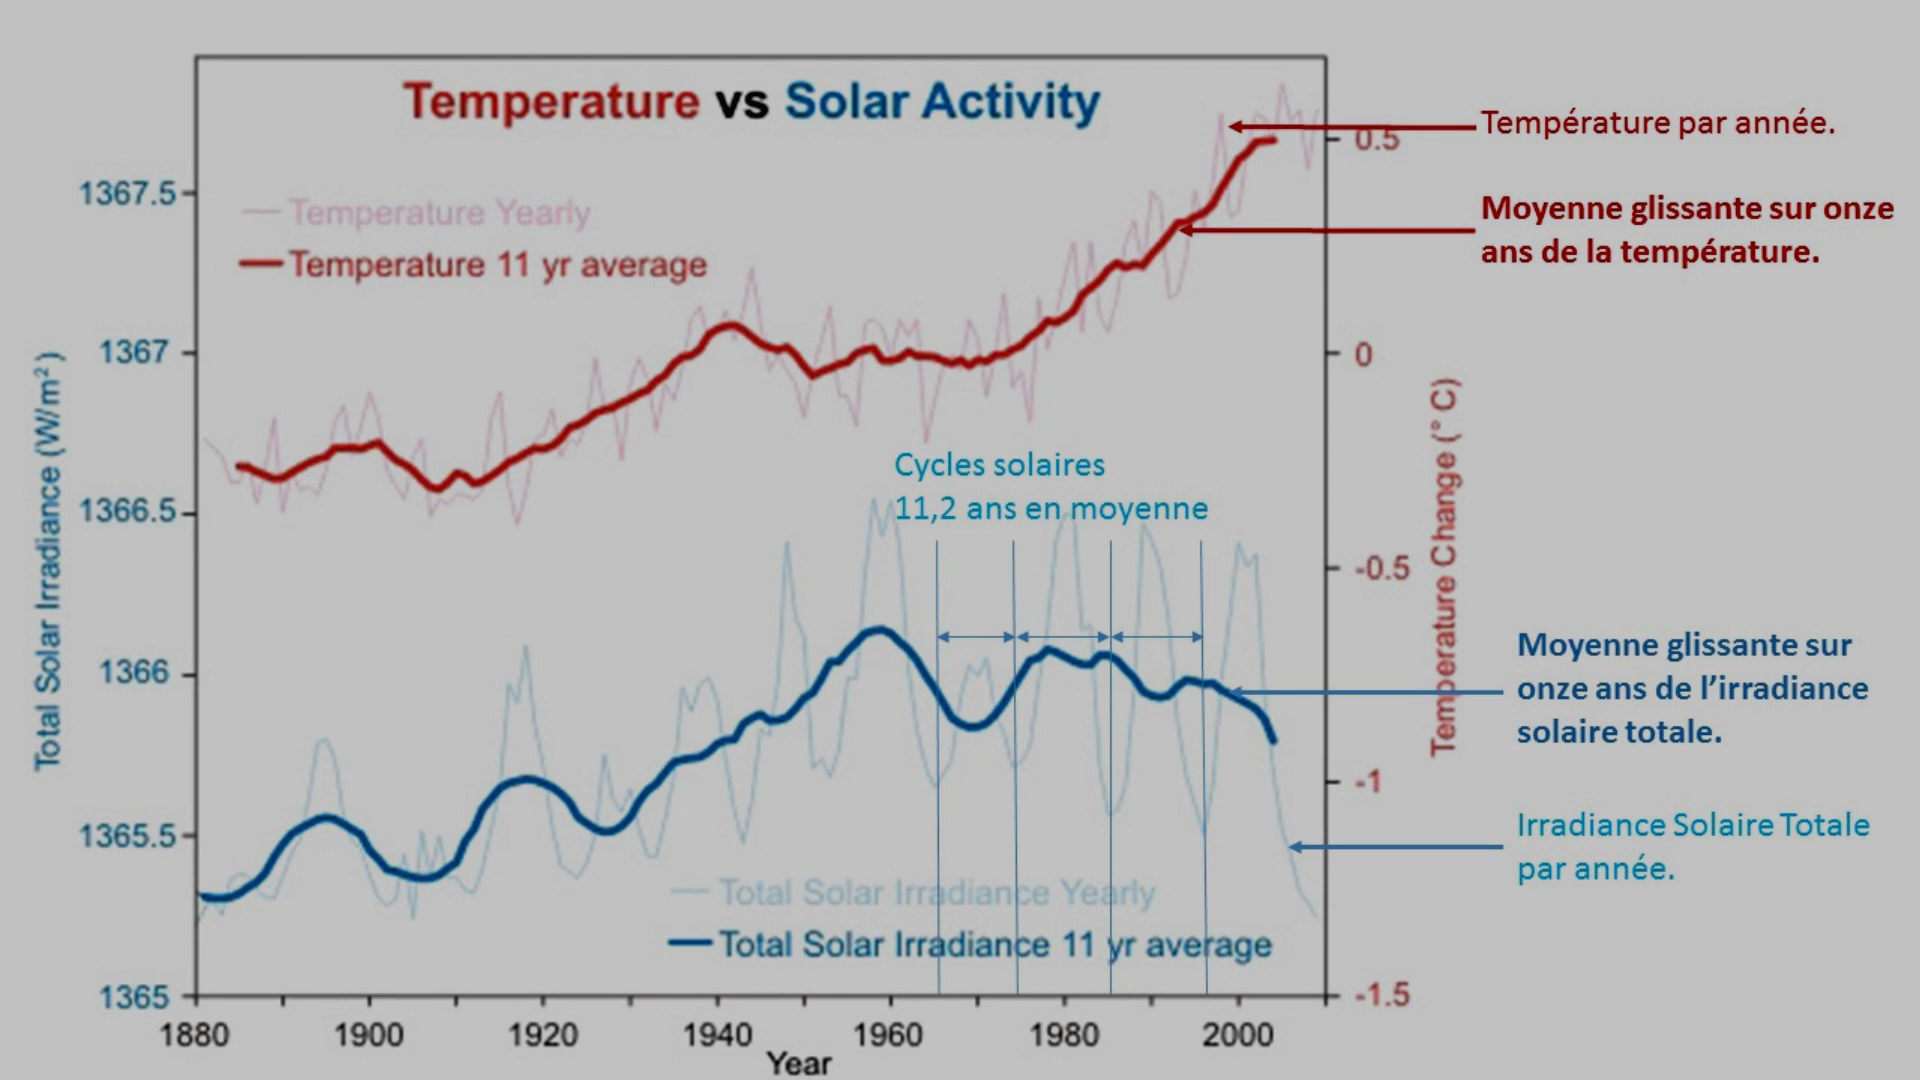 Temperature vs Solar Activity
Temperature Yearly
Temperature 11 yr average
Température par année.
Moyenne glissante sur onze
ans de la température.
Cycles solaires
11,2 ans en moyenne
Moyenne glissante sur
onze ans de l’irradiance
solaire totale.
Irradiance Solaire Totale
par année.
Total Solar Irradiance Yearly
Total Solar Irradiance 11 yr average
Total Solar Irradiance (W/m²)
1367.5
1367
1366.5
1366
1365.5
1365
Temperature Change (° C)
0.5
0
-0.5
-1
-1.5
1880 1900 1920 1940 1960 1980 2000
Year